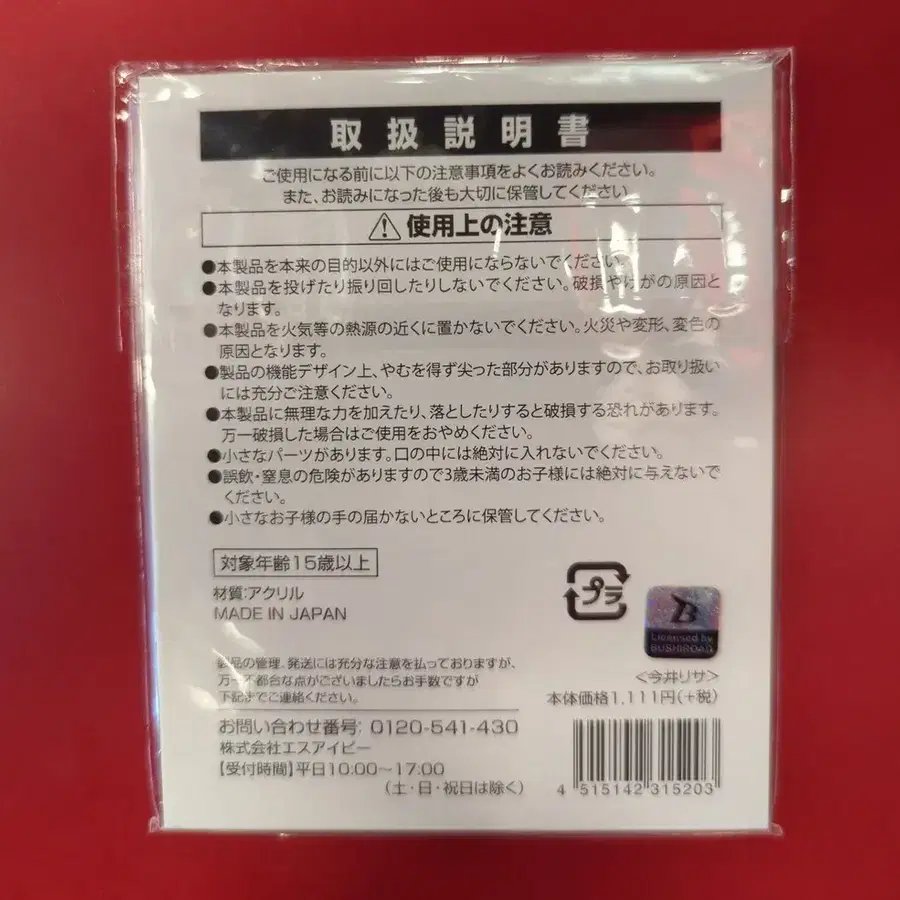 取扱説明書
ご使用になる前に以下の注意事項をよくお読みください。
また、お読みになった後も大切に保管してください
⚠使用上の注意
●本製品を本来の目的以外にはご使用にならないでください。
●本製品を投げたり振り回したりしないでください。破損やけがの原因と
なります。
●本製品を火気等の熱源の近くに置かないでください。火災や変形、変色の
原因となります。
●製品の機能デザイン上、やむを得ず尖った部分がありますので、お取り扱い
には充分ご注意ください。
●本製品に無理な力を加えたり、落としたりすると破損する恐れがあります。
万一破損した場合はご使用をおやめください。
●小さなパーツがあります。口の中には絶対に入れないでください。
●誤飲・窒息の危険がありますので3歳未満のお子様には絶対に与えないで
ください。
●小さなお子様の手の届かないところに保管してください。
対象年齢15歳以上
材質:アクリル
MADE IN JAPAN
プラ
B
Licensed by
BUSHIROAD
製品の管理、発送には充分な注意を払っておりますが、
万一不都合な点がございましたらお手数ですが
下記までご連絡ください。
<今井リサ>
本体価格1,111円(+税)
お問い合わせ番号: 0120-541-430
株式会社エスアイピー
【受付時間】平日10:00～17:00
(土・日・祝日は除く)
4 515142 315203